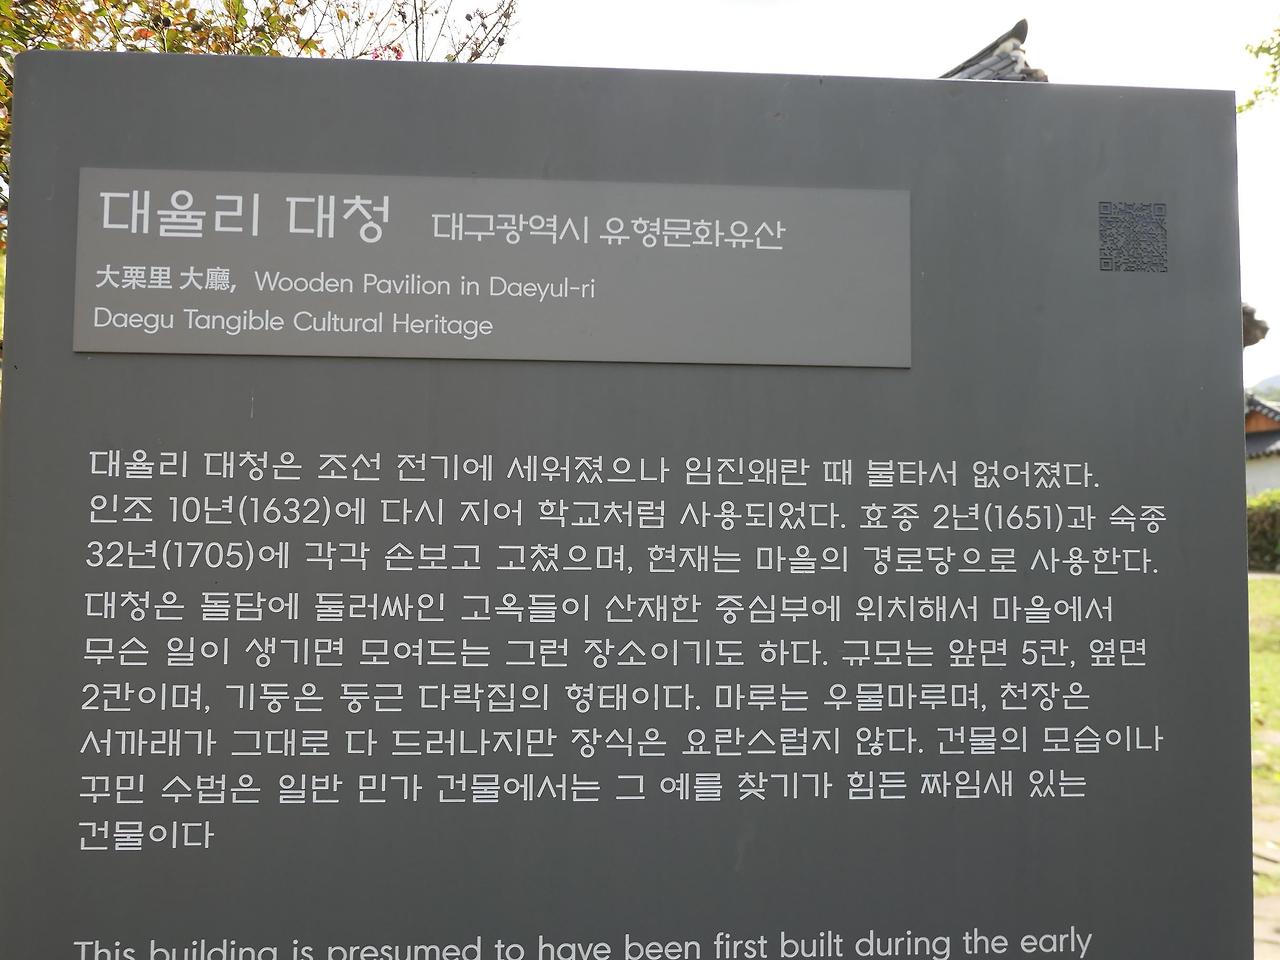 대율리 대청 대구광역시 유형문화유산
大栗里 大廳, Wooden Pavilion in Daeyul-ri
Daegu Tangible Cultural Heritage
대율리 대청은 조선 전기에 세워졌으나 임진왜란 때 불타서 없어졌다.
인조 10년(1632)에 다시 지어 학교처럼 사용되었다. 효종 2년(1651)과 숙종
32년(1705)에 각각 손보고 고쳤으며, 현재는 마을의 경로당으로 사용한다.
대청은 돌담에 둘러싸인 고옥들이 산재한 중심부에 위치해서 마을에서
무슨 일이 생기면 모여드는 그런 장소이기도 하다. 규모는 앞면 5칸, 옆면
2칸이며, 기둥은 둥근 다락집의 형태이다. 마루는 우물마루며, 천장은
서까래가 그대로 다 드러나지만 장식은 요란스럽지 않다. 건물의 모습이나
꾸민 수법은 일반 민가 건물에서는 그 예를 찾기가 힘든 짜임새 있는
건물이다
This building is presumed to have been first built during the early